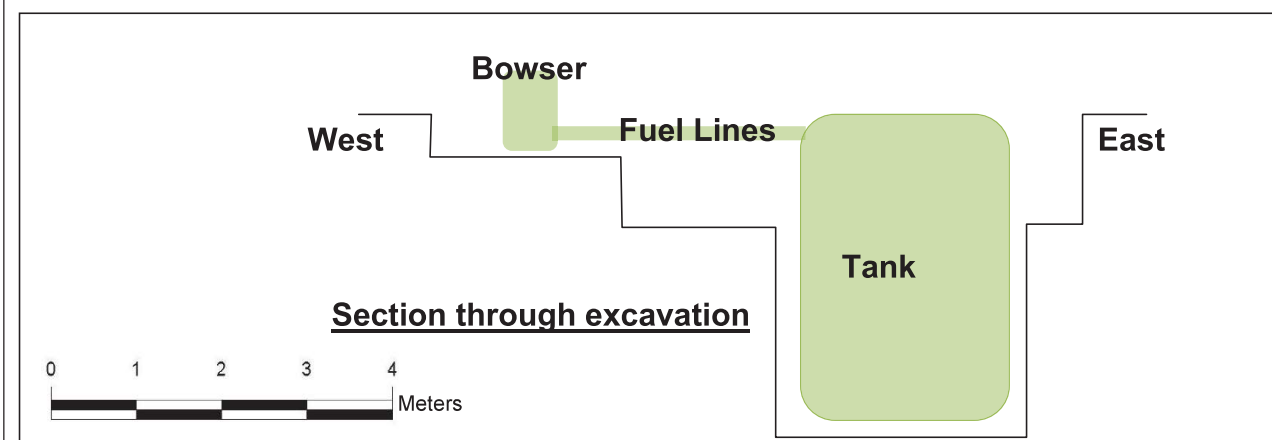 Bowser
West
Fuel Lines
East
Tank
Section through excavation
0 1 2 3 4
Meters